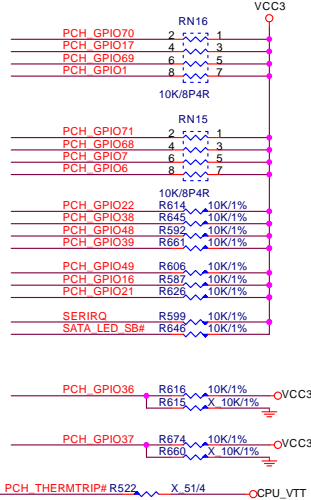 VCC3
RN16
PCH_GPIO70 2 1
PCH_GPIO17 4 3
PCH_GPIO69 6 5
PCH_GPIO1 8 7
10K/8P4R
RN15
PCH_GPIO71 2 1
PCH_GPIO68 4 3
PCH_GPIO7 6 5
PCH_GPIO6 8 7
10K/8P4R
PCH_GPIO22 R614 10K/1%
PCH_GPIO38 R645 10K/1%
PCH_GPIO48 R592 10K/1%
PCH_GPIO39 R661 10K/1%
PCH_GPIO49 R606 10K/1%
PCH_GPIO16 R587 10K/1%
PCH_GPIO21 R626 10K/1%
SERIRQ R599 10K/1%
SATA_LED_SB# R646 10K/1%
PCH_GPIO36 R616 10K/1% VCC3
R615 X_10K/1%
PCH_GPIO37 R674 10K/1% VCC3
R660 X_10K/1%
PCH_THERMTRIP# R522 X_51/4 CPU_VTT